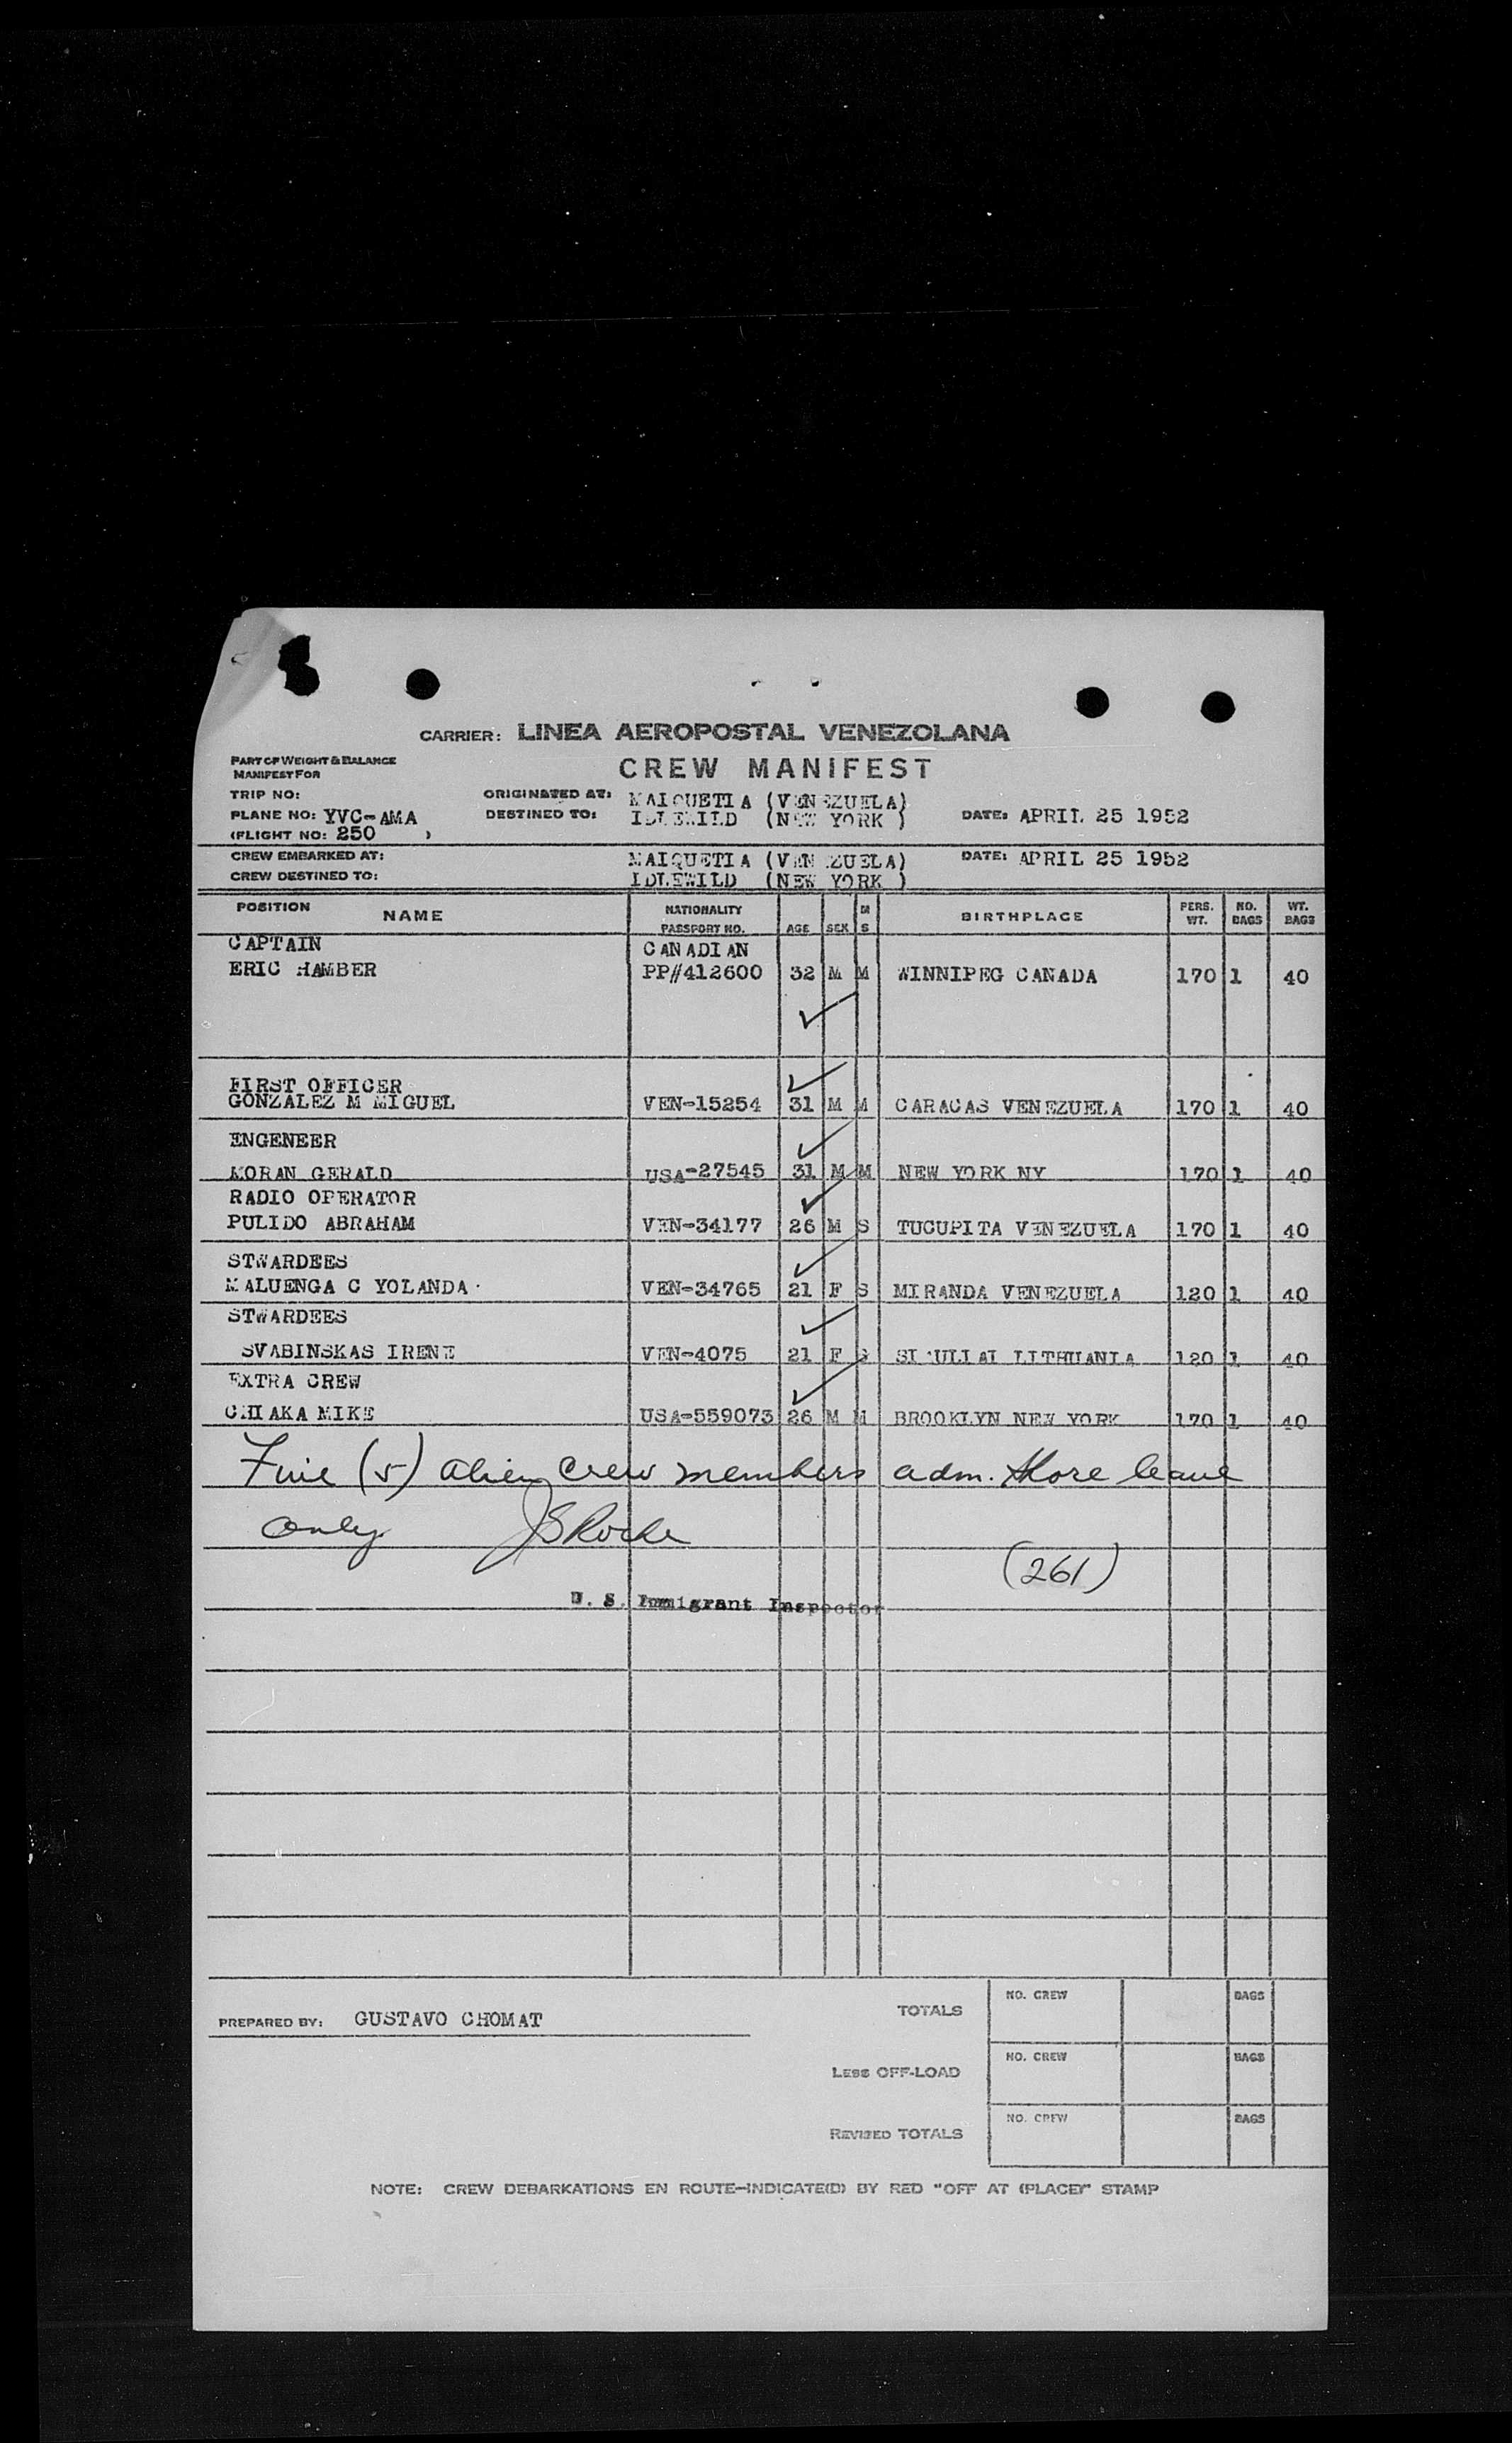 CARRIER: LINEA AEROPOSTAL VENEZOLANA
PART OF WEIGHT & BALANCE
MANIFEST FOR
CREW MANIFEST
TRIP NO:
ORIGINATED AT: MAIQUETIA (VENEZUELA)
PLANE NO: YVC-AMA DESTINED TO: IDLEWILD (NEW YORK ) DATE: APRIL 25 1952
(FLIGHT NO: 250 )
CREW EMBARKED AT: MAIQUETIA (VENEZUELA) DATE: APRIL 25 1952
CREW DESTINED TO: IDLEWILD (NEW YORK )
POSITION NAME NATIONALITY PASSPORT NO. AGE SEX M S BIRTHPLACE PERS. WT. NO. BAGS WT. BAGS
CAPTAIN CANADIAN
ERIC HAMBER PP#412600 32 M M WINNIPEG CANADA 170 1 40
FIRST OFFICER
GONZALEZ M MIGUEL VEN-15254 31 M M CARACAS VENEZUELA 170 1 40
ENGENEER
MORAN GERALD USA-27545 31 M M NEW YORK NY 170 1 40
RADIO OPERATOR
PULIDO ABRAHAM VEN-34177 26 M S TUCUPITA VENEZUELA 170 1 40
STWARDEES
MALUENGA C YOLANDA VEN-34765 21 F S MIRANDA VENEZUELA 120 1 40
STWARDEES
SVABINSKAS IRENE VEN-4075 21 F S SIAULIAI LITHUANIA 120 1 40
EXTRA CREW
MIKE USA-559073 26 M M BROOKLYN NEW YORK 170 1 40
Five (5) alien crew members adm. shore leave
only JSRoche
(261)
U. S. Immigrant Inspector
PREPARED BY: GUSTAVO CHOMAT
TOTALS NO. CREW BAGS
LESS OFF-LOAD NO. CREW BAGS
REVISED TOTALS NO. CREW BAGS
NOTE: CREW DEBARKATIONS EN ROUTE-INDICATE(D) BY RED "OFF AT (PLACE)" STAMP